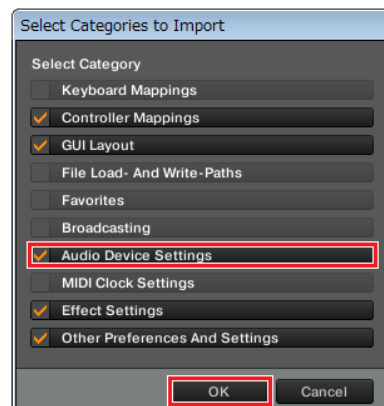 Select Categories to Import
Select Category
Keyboard Mappings
Controller Mappings
GUI Layout
File Load- And Write-Paths
Favorites
Broadcasting
Audio Device Settings
MIDI Clock Settings
Effect Settings
Other Preferences And Settings
OK Cancel